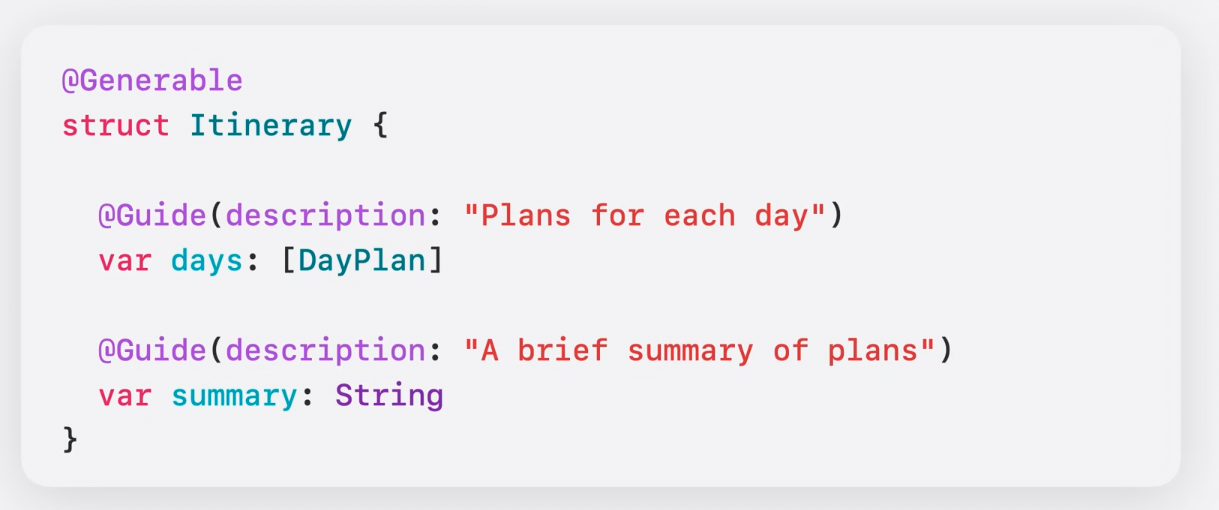 @Generable
struct Itinerary {
@Guide(description: "Plans for each day")
var days: [DayPlan]
@Guide(description: "A brief summary of plans")
var summary: String
}